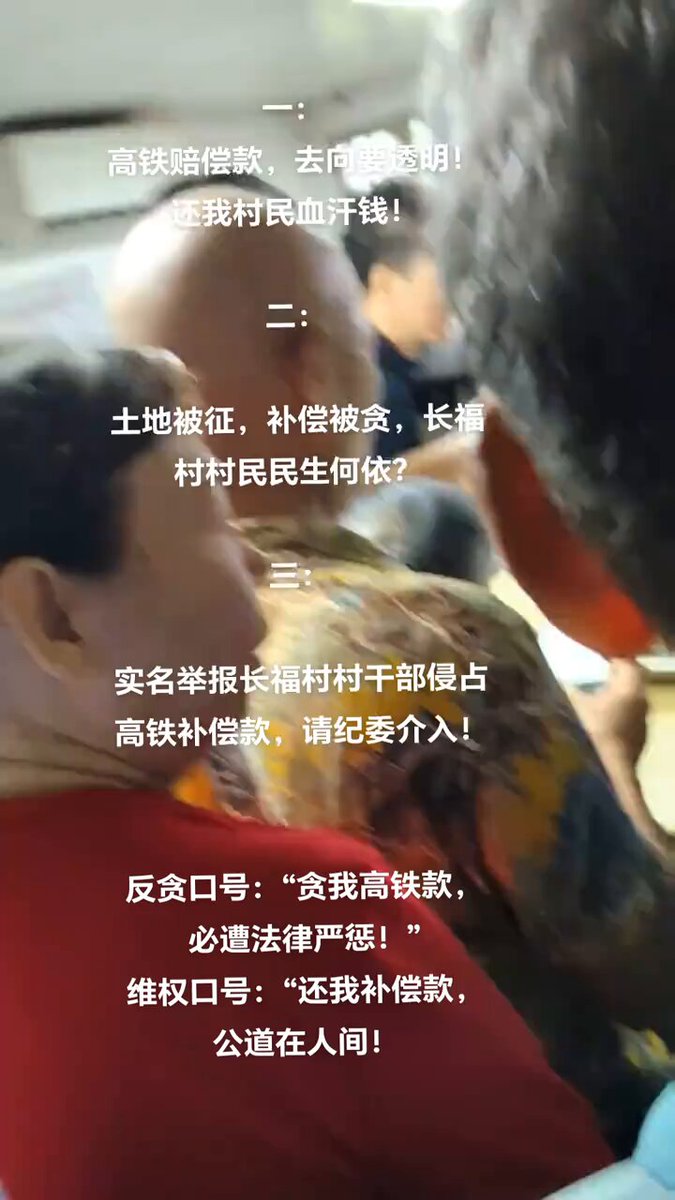 一：
高铁赔偿款，去向要透明！
还我村民血汗钱！
二：
土地被征，补偿被贪，长福
村村民民生何依？
三：
实名举报长福村村干部侵占
高铁补偿款，请纪委介入！
反贪口号：“贪我高铁款，
必遭法律严惩！”
维权口号：“还我补偿款，
公道在人间！